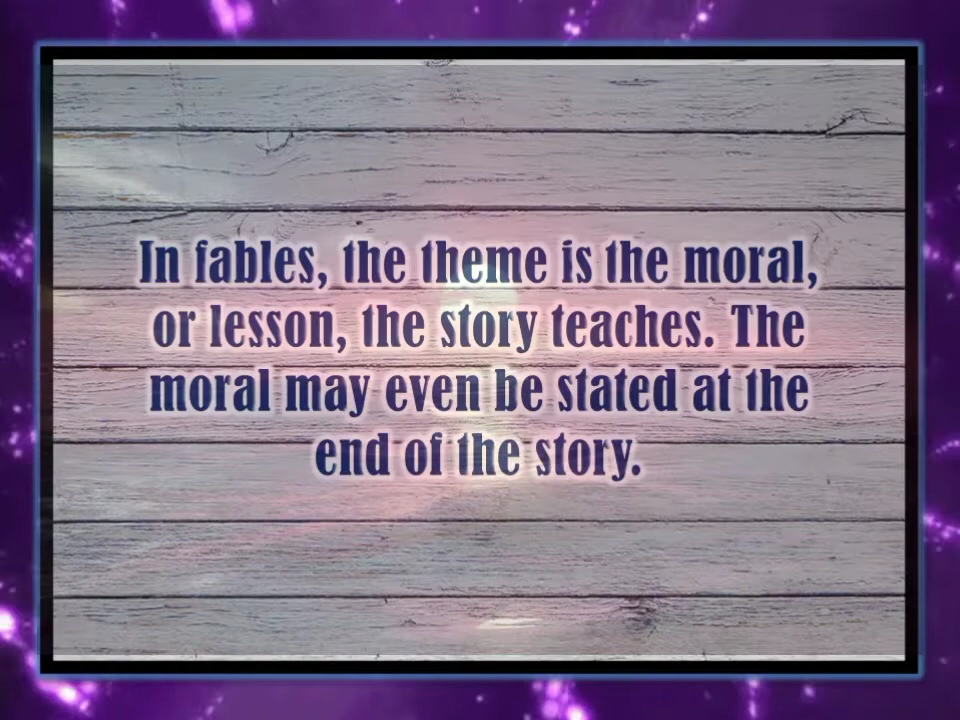 In fables, the theme is the moral,
or lesson, the story teaches. The
moral may even be stated at the
end of the story.